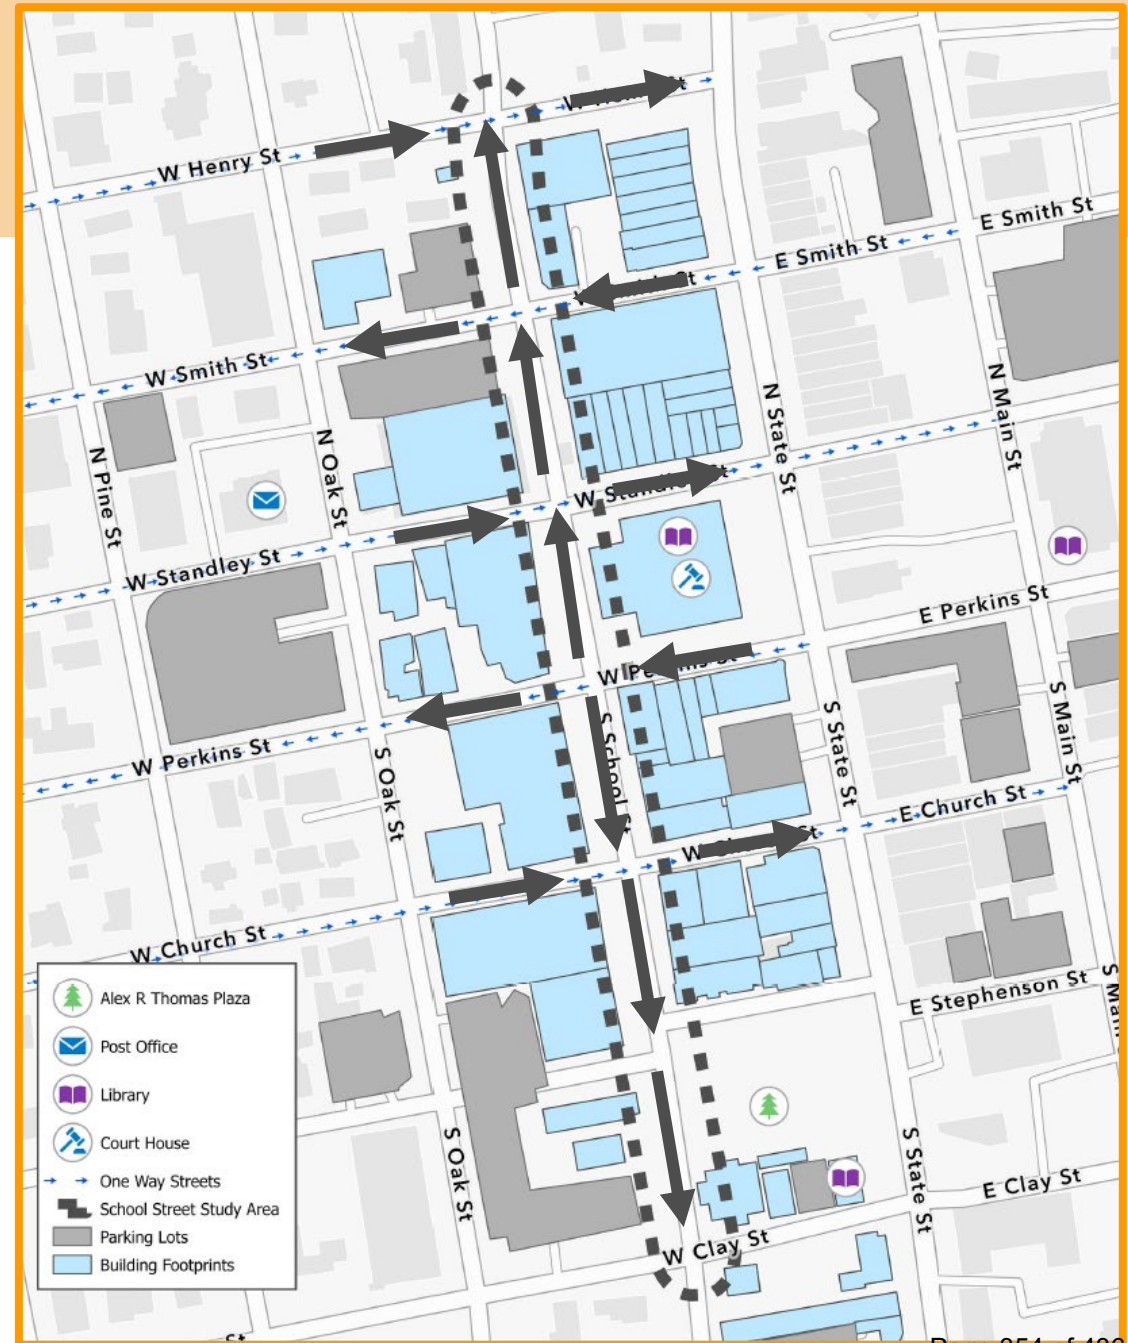 W Henry St
E Smith St
E Smith St
W Smith St
N Pine St
N Oak St
N State St
N Main St
W Standley St
W Perkins St
E Perkins St
S School St
S Oak St
S State St
S Main St
E Church St
W Church St
E Stephenson St
S Oak St
S State St
E Clay St
W Clay St
Alex R Thomas Plaza
Post Office
Library
Court House
One Way Streets
School Street Study Area
Parking Lots
Building Footprints